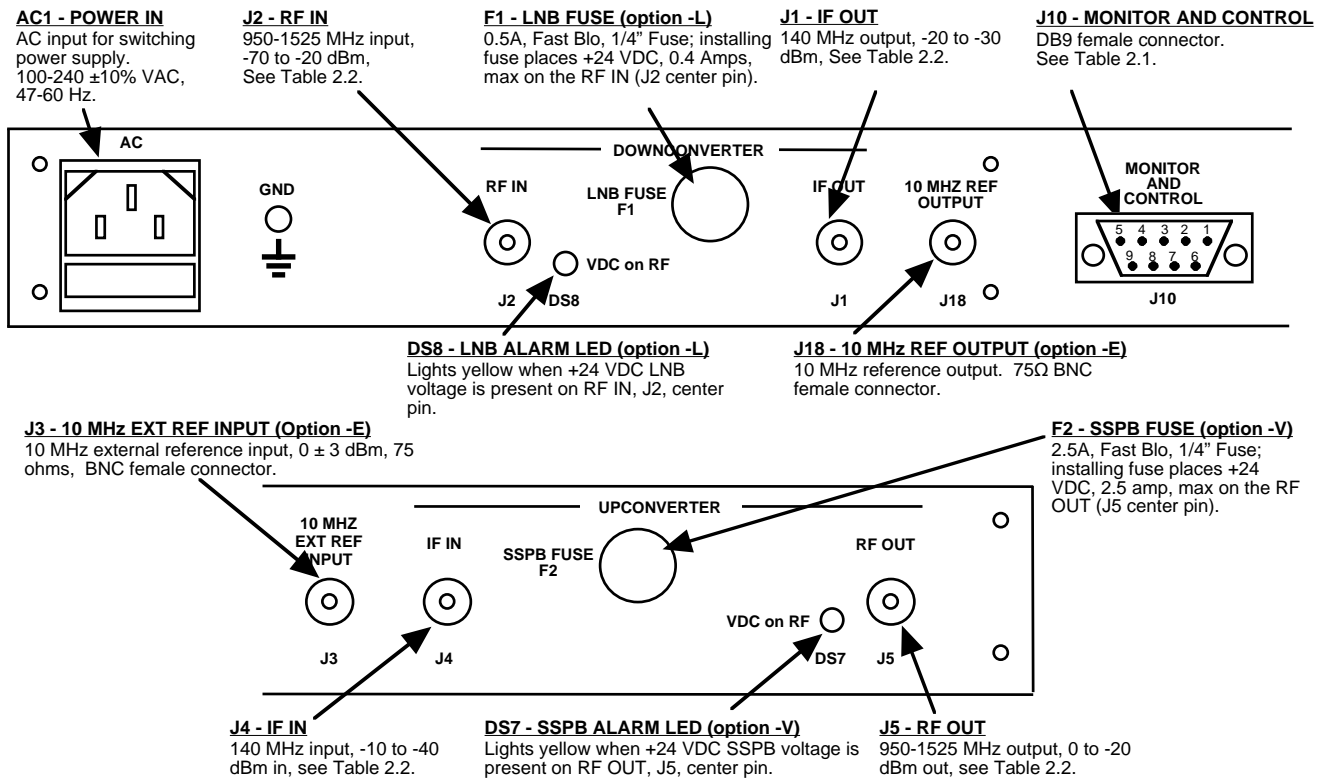 AC1 - POWER IN
AC input for switching
power supply.
100-240 ±10% VAC,
47-60 Hz.
J2 - RF IN
950-1525 MHz input,
-70 to -20 dBm,
See Table 2.2.
F1 - LNB FUSE (option -L)
0.5A, Fast Blo, 1/4” Fuse; installing
fuse places +24 VDC, 0.4 Amps,
max on the RF IN (J2 center pin).
J1 - IF OUT
140 MHz output, -20 to -30
dBm, See Table 2.2.
J10 - MONITOR AND CONTROL
DB9 female connector.
See Table 2.1.
AC
GND
DOWNCONVERTER
RF IN
LNB FUSE
F1
IF OUT
10 MHZ REF
OUTPUT
MONITOR
AND
CONTROL
5 4 3 2 1
9 8 7 6
VDC on RF
J2
DS8
J1
J18
J10
DS8 - LNB ALARM LED (option -L)
Lights yellow when +24 VDC LNB
voltage is present on RF IN, J2, center
pin.
J18 - 10 MHz REF OUTPUT (option -E)
10 MHz reference output. 75Ω BNC
female connector.
J3 - 10 MHz EXT REF INPUT (Option -E)
10 MHz external reference input, 0 ± 3 dBm, 75
ohms, BNC female connector.
F2 - SSPB FUSE (option -V)
2.5A, Fast Blo, 1/4” Fuse;
installing fuse places +24
VDC, 2.5 amp, max on the RF
OUT (J5 center pin).
UPCONVERTER
10 MHZ
EXT REF
INPUT
IF IN
SSPB FUSE
F2
RF OUT
VDC on RF
J3
J4
DS7
J5
J4 - IF IN
140 MHz input, -10 to -40
dBm in, see Table 2.2.
DS7 - SSPB ALARM LED (option -V)
Lights yellow when +24 VDC SSPB voltage is
present on RF OUT, J5, center pin.
J5 - RF OUT
950-1525 MHz output, 0 to -20
dBm out, see Table 2.2.